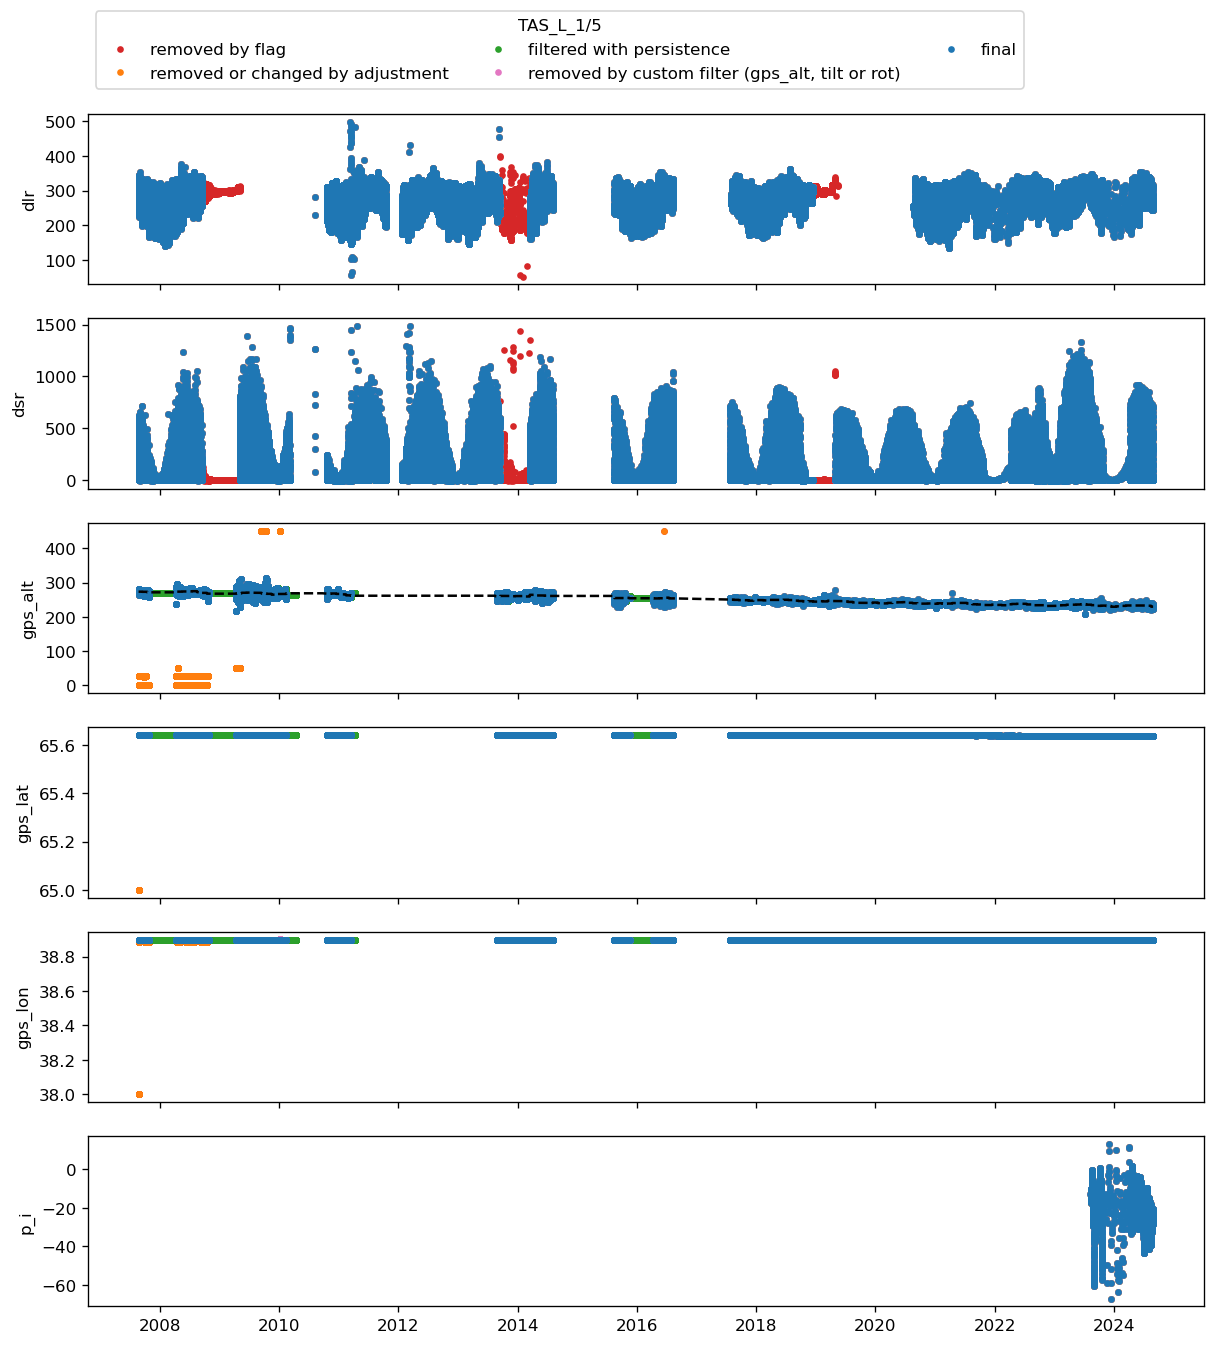 TAS_L_1/5
removed by flag
filtered with persistence
final
removed or changed by adjustment
removed by custom filter (gps_alt, tilt or rot)
500
400
300
200
100
dlr
1500
1000
500
0
dsr
400
300
200
100
0
gps_alt
65.6
65.4
65.2
65.0
gps_lat
38.8
38.6
38.4
38.2
38.0
gps_lon
0
−20
−40
−60
p_i
2008 2010 2012 2014 2016 2018 2020 2022 2024